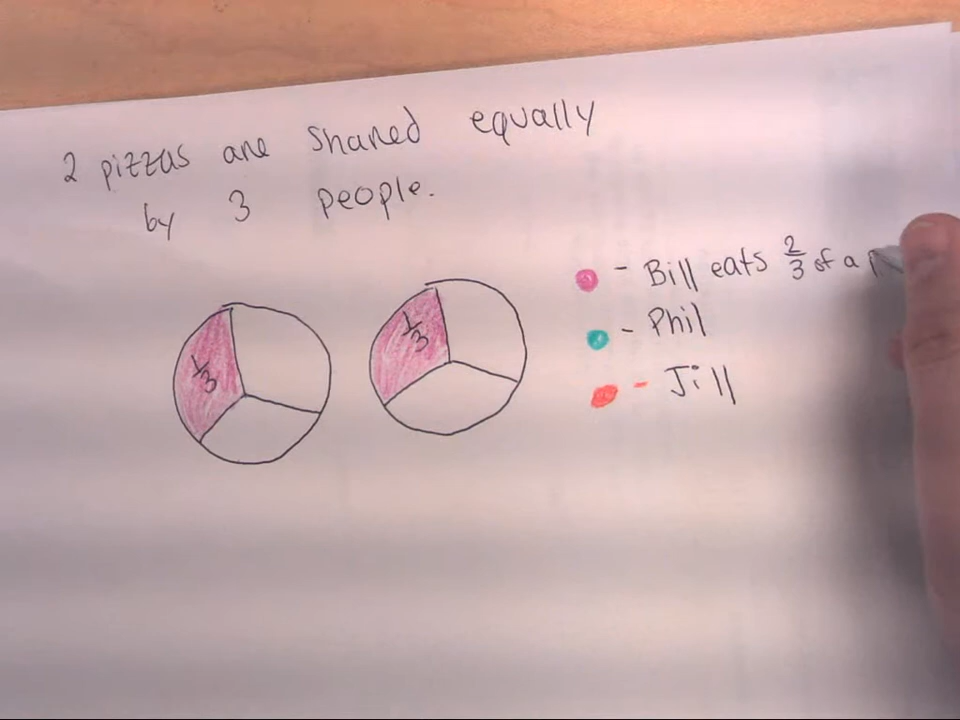 2 pizzas are shared equally
by 3 people.
- Bill eats 2/3 of a
- Phil
- Jill
1/3
1/3